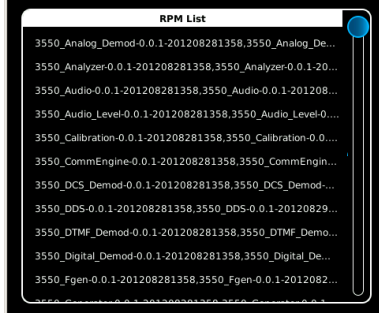 RPM List
3550_Analog_Demod-0.0.1-201208281358,3550_Analog_De...
3550_Analyzer-0.0.1-201208281358,3550_Analyzer-0.0.1-20...
3550_Audio-0.0.1-201208281358,3550_Audio-0.0.1-201208...
3550_Audio_Level-0.0.1-201208281358,3550_Audio_Level-0....
3550_Calibration-0.0.1-201208281358,3550_Calibration-0.0....
3550_CommEngine-0.0.1-201208281358,3550_CommEngin...
3550_DCS_Demod-0.0.1-201208281358,3550_DCS_Demod-...
3550_DDS-0.0.1-201208281358,3550_DDS-0.0.1-20120829...
3550_DTMF_Demod-0.0.1-201208281358,3550_DTMF_Demo...
3550_Digital_Demod-0.0.1-201208281358,3550_Digital_De...
3550_Fgen-0.0.1-201208281358,3550_Fgen-0.0.1-2012082...